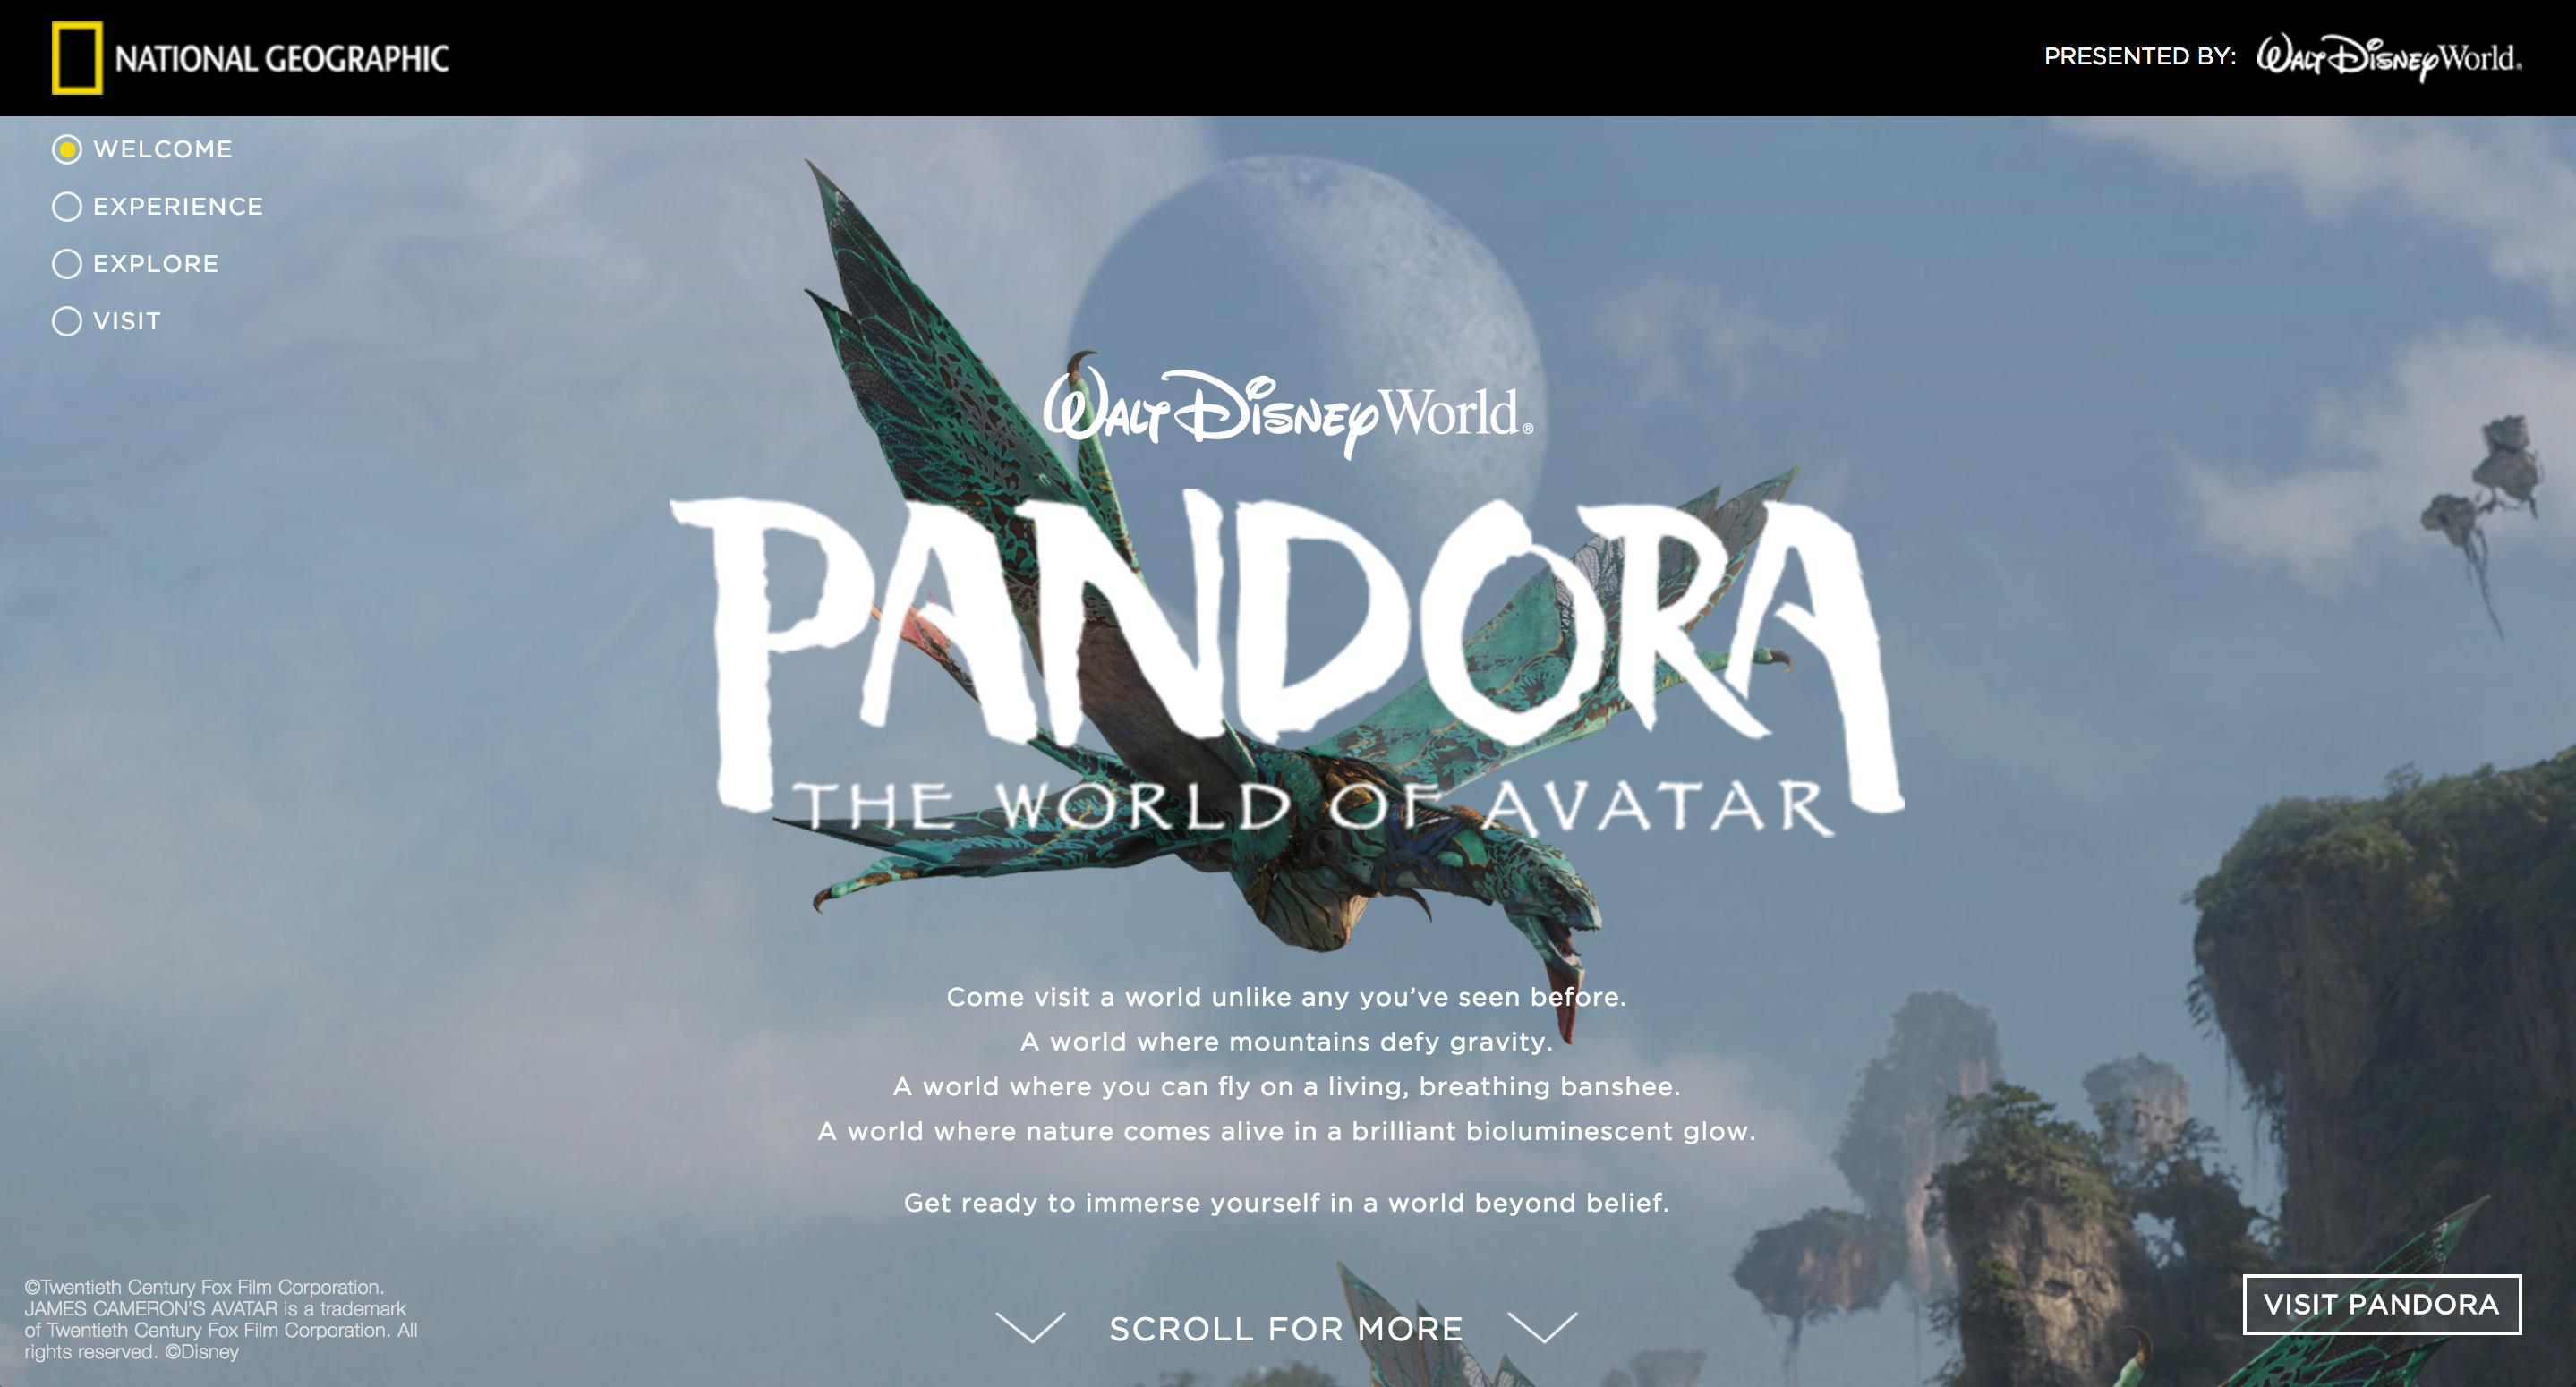 NATIONAL GEOGRAPHIC
PRESENTED BY: WALT DISNEY World®
WELCOME
EXPERIENCE
EXPLORE
VISIT
WALT DISNEY World®
PANDORA
THE WORLD OF AVATAR
Come visit a world unlike any you’ve seen before.
A world where mountains defy gravity.
A world where you can fly on a living, breathing banshee.
A world where nature comes alive in a brilliant bioluminescent glow.
Get ready to immerse yourself in a world beyond belief.
©Twentieth Century Fox Film Corporation.
JAMES CAMERON'S AVATAR is a trademark
of Twentieth Century Fox Film Corporation. All
rights reserved. ©Disney
SCROLL FOR MORE
VISIT PANDORA